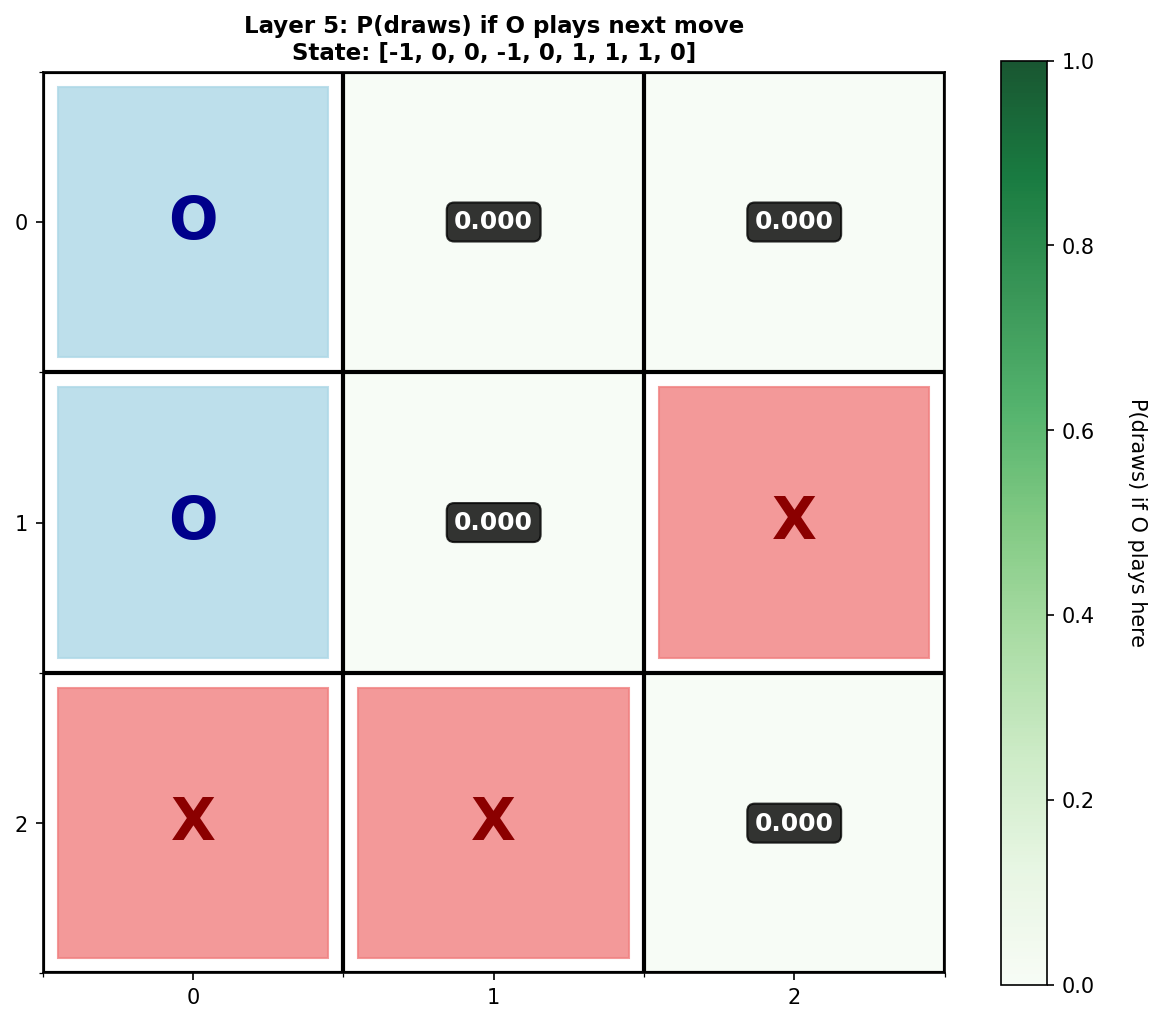 Layer 5: P(draws) if O plays next move
State: [-1, 0, 0, -1, 0, 1, 1, 1, 0]
0
O
0.000
0.000
1
O
0.000
X
2
X
X
0.000
0
1
2
1.0
0.8
0.6
0.4
0.2
0.0
P(draws) if O plays here